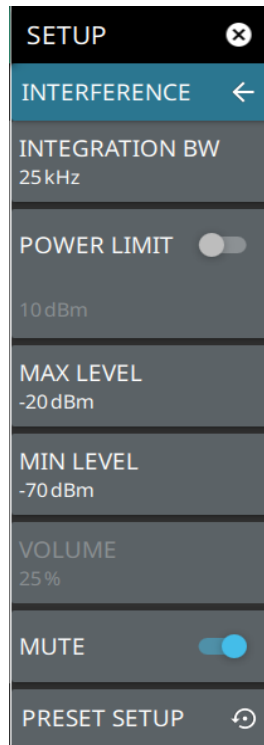 SETUP
INTERFERENCE
INTEGRATION BW
25 kHz
POWER LIMIT
10 dBm
MAX LEVEL
-20 dBm
MIN LEVEL
-70 dBm
VOLUME
25 %
MUTE
PRESET SETUP